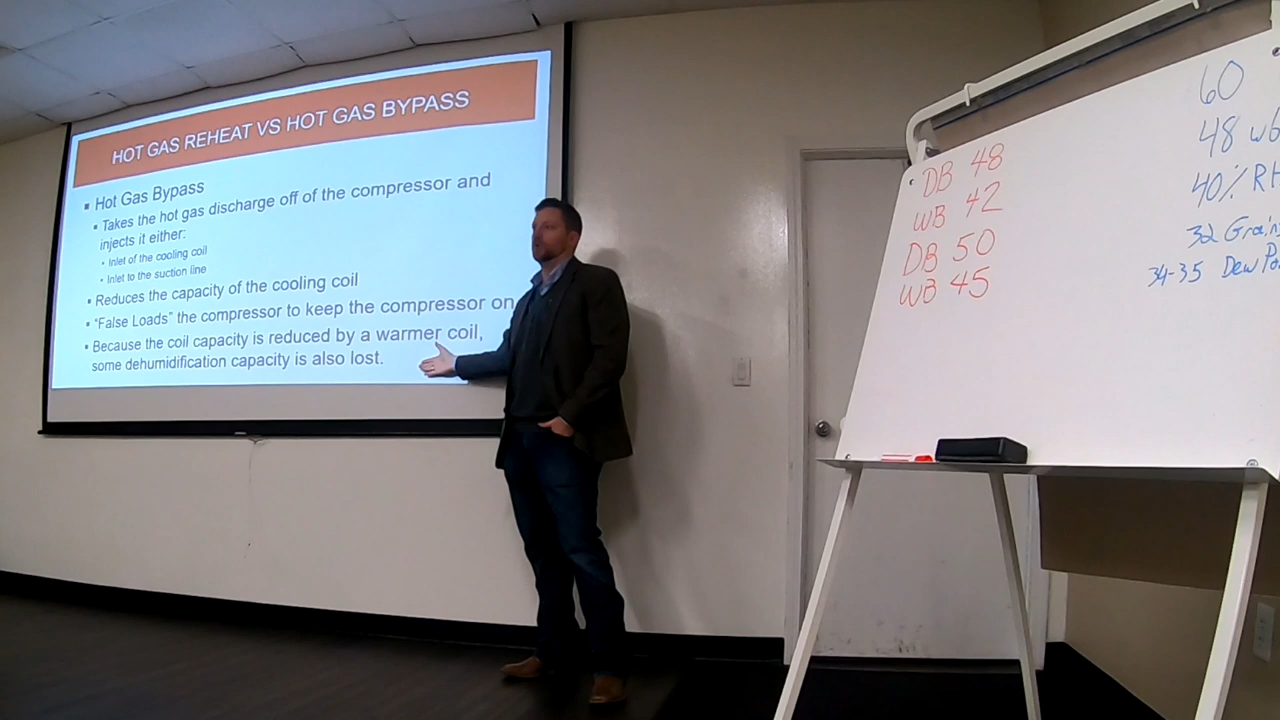 HOT GAS REHEAT VS HOT GAS BYPASS
▪ Hot Gas Bypass
▪ Takes the hot gas discharge off of the compressor and
injects it either:
• Inlet of the cooling coil
• Inlet to the suction line
▪ Reduces the capacity of the cooling coil
▪ "False Loads" the compressor to keep the compressor on
▪ Because the coil capacity is reduced by a warmer coil,
some dehumidification capacity is also lost.
DB 48
WB 42
DB 50
WB 45
60
48 wb
40% RH
32 Grains
34-35 Dew